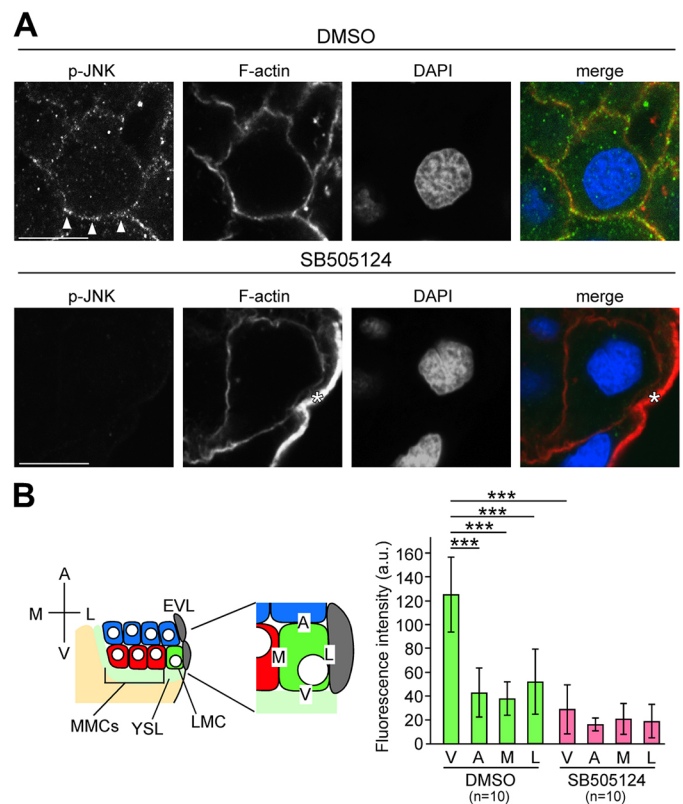 A
DMSO
p-JNK F-actin DAPI merge
SB505124
p-JNK F-actin DAPI merge
*
*
B
A
M L
V
EVL
MMCs YSL LMC
A
M L
V
Fluorescence intensity (a.u.)
160
140
120
100
80
60
40
20
0
***
***
***
***
V A M L V A M L
DMSO SB505124
(n=10) (n=10)